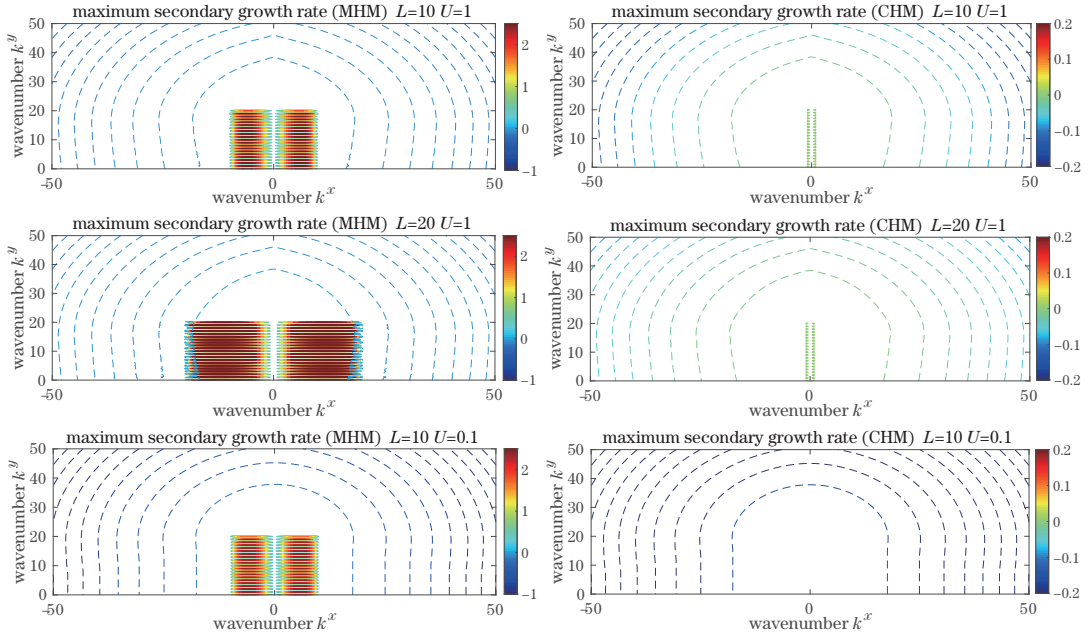 maximum secondary growth rate (MHM) L=10 U=1
50
40
30
20
10
0
-50 0 50
wavenumber k^x
wavenumber k^y
2
1
0
−1
maximum secondary growth rate (CHM) L=10 U=1
50
40
30
20
10
0
-50 0 50
wavenumber k^x
wavenumber k^y
0.2
0.1
0
−0.1
−0.2
maximum secondary growth rate (MHM) L=20 U=1
50
40
30
20
10
0
-50 0 50
wavenumber k^x
wavenumber k^y
2
1
0
−1
maximum secondary growth rate (CHM) L=20 U=1
50
40
30
20
10
0
-50 0 50
wavenumber k^x
wavenumber k^y
0.2
0.1
0
−0.1
−0.2
maximum secondary growth rate (MHM) L=10 U=0.1
50
40
30
20
10
0
-50 0 50
wavenumber k^x
wavenumber k^y
2
1
0
−1
maximum secondary growth rate (CHM) L=10 U=0.1
50
40
30
20
10
0
-50 0 50
wavenumber k^x
wavenumber k^y
0.2
0.1
0
−0.1
−0.2